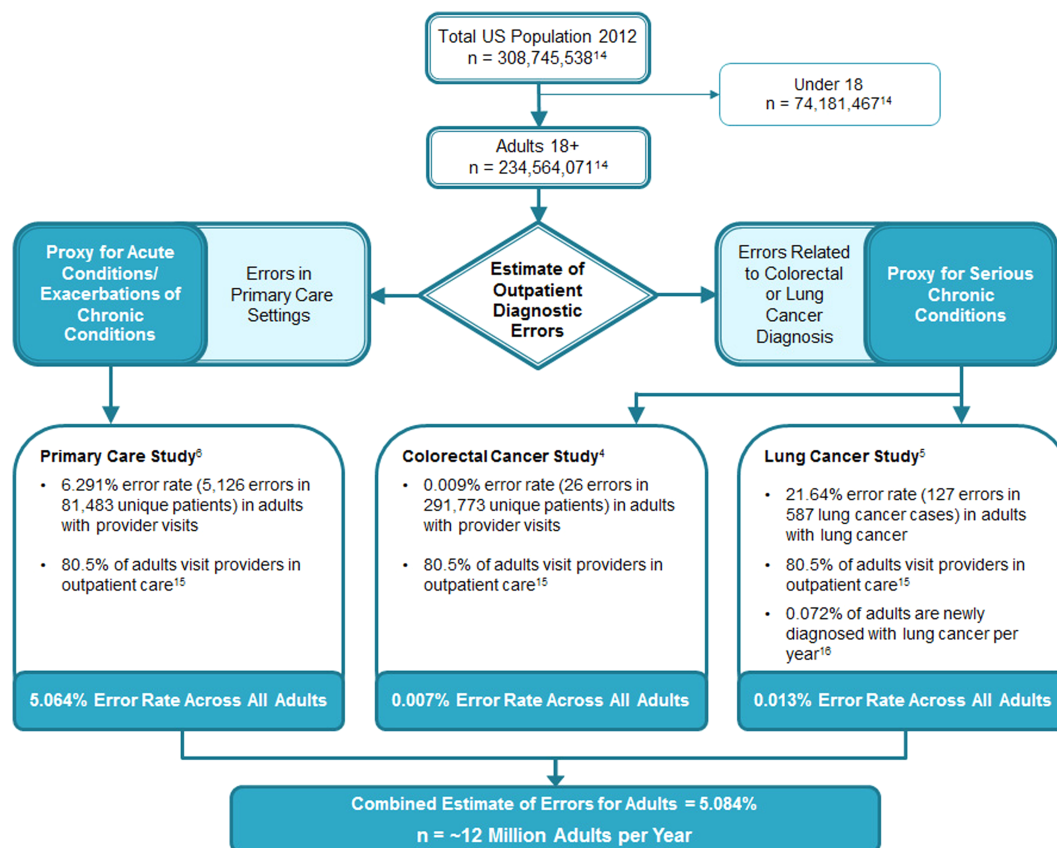 Total US Population 2012
n = 308,745,538¹⁴
Under 18
n = 74,181,467¹⁴
Adults 18+
n = 234,564,071¹⁴
Proxy for Acute
Conditions/
Exacerbations of
Chronic
Conditions
Errors in
Primary Care
Settings
Estimate of
Outpatient
Diagnostic
Errors
Errors Related
to Colorectal
or Lung
Cancer
Diagnosis
Proxy for Serious
Chronic
Conditions
Primary Care Study⁶
• 6.291% error rate (5,126 errors in
81,483 unique patients) in adults
with provider visits
• 80.5% of adults visit providers in
outpatient care¹⁵
5.064% Error Rate Across All Adults
Colorectal Cancer Study⁴
• 0.009% error rate (26 errors in
291,773 unique patients) in adults
with provider visits
• 80.5% of adults visit providers in
outpatient care¹⁵
0.007% Error Rate Across All Adults
Lung Cancer Study⁵
• 21.64% error rate (127 errors in
587 lung cancer cases) in adults
with lung cancer
• 80.5% of adults visit providers in
outpatient care¹⁵
• 0.072% of adults are newly
diagnosed with lung cancer per
year¹⁶
0.013% Error Rate Across All Adults
Combined Estimate of Errors for Adults = 5.084%
n = ~12 Million Adults per Year